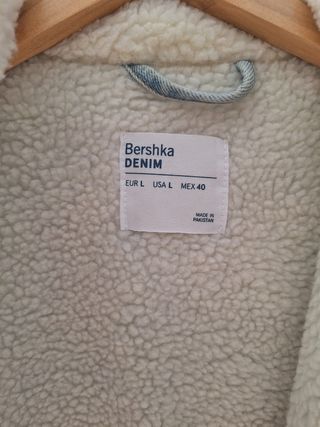 Bershka
DENIM
EUR L USA L MEX 40
MADE IN
PAKISTAN